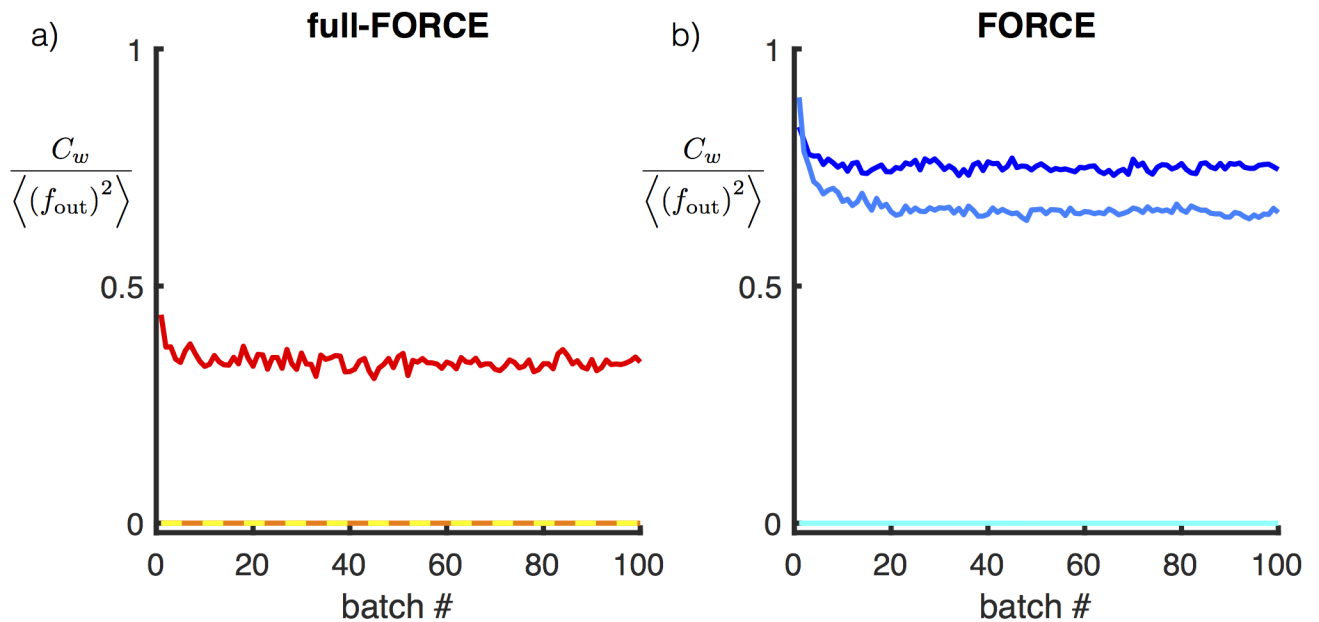 a)
full-FORCE
C_w
⟨(f_out)^2⟩
1
0.5
0
0 20 40 60 80 100
batch #
b)
FORCE
C_w
⟨(f_out)^2⟩
1
0.5
0
0 20 40 60 80 100
batch #